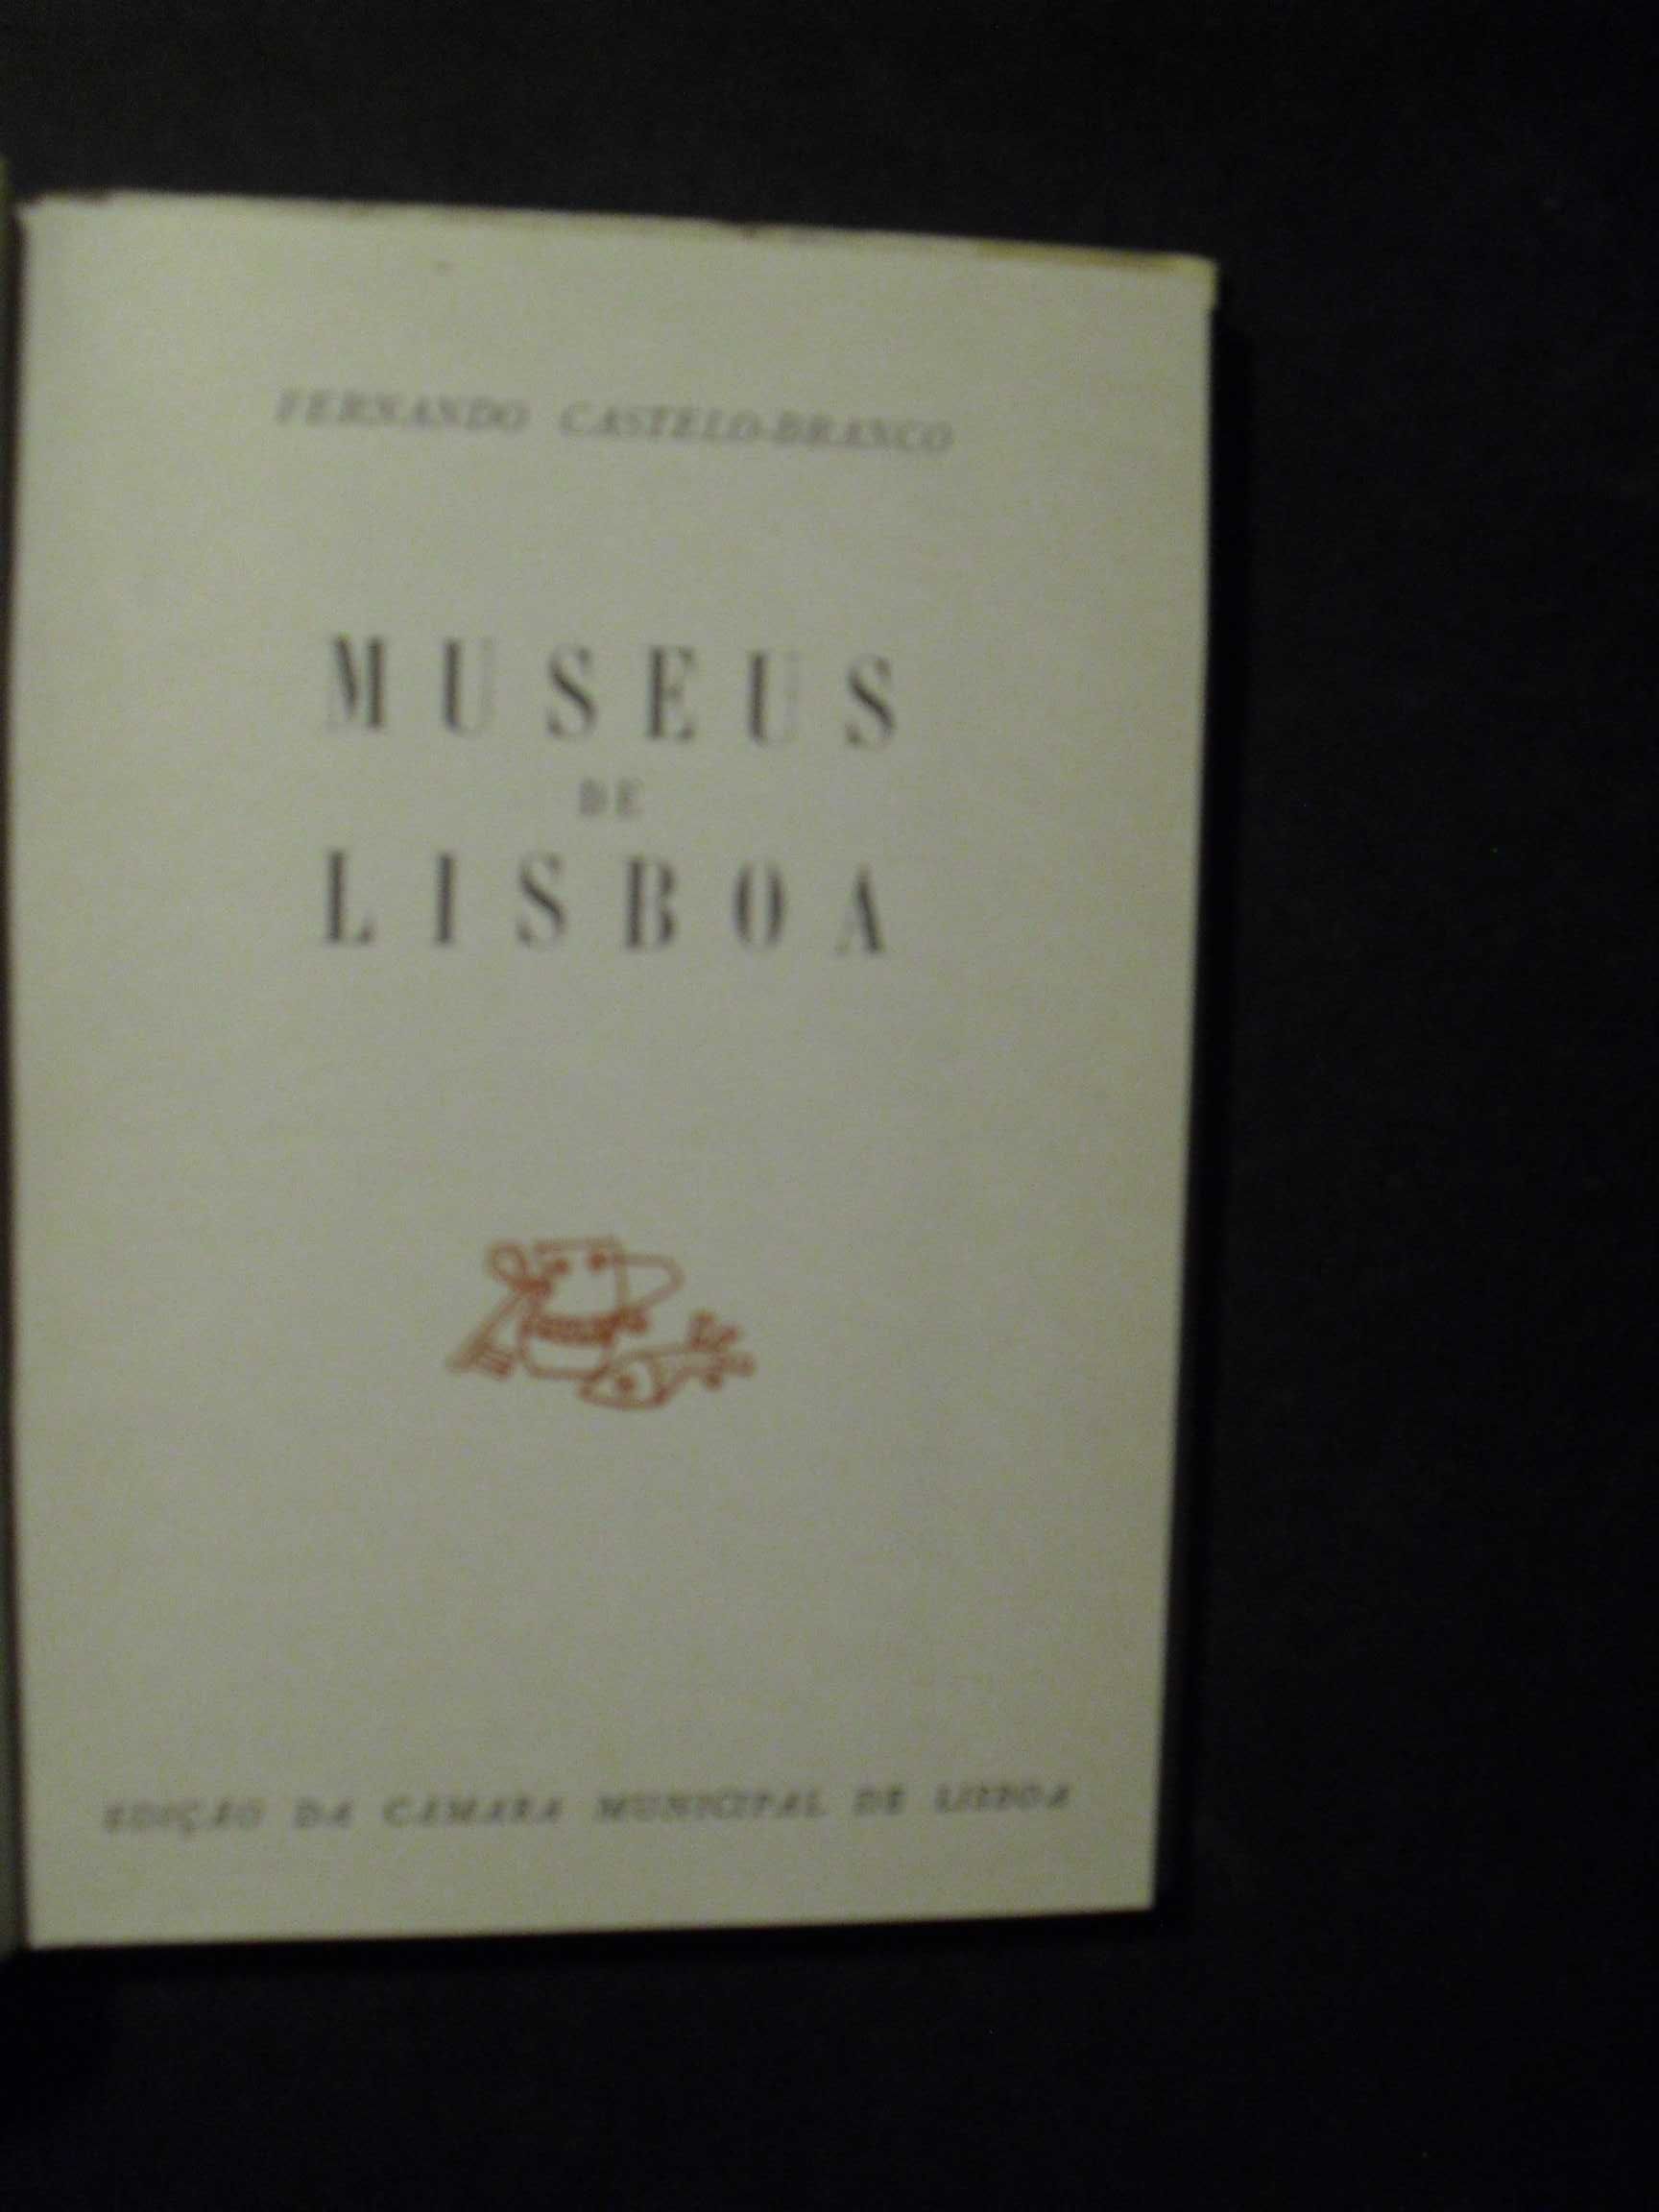 FERNANDO CASTELO-BRANCO
MUSEUS
DE
LISBOA
EDIÇÃO DA CÂMARA MUNICIPAL DE LISBOA